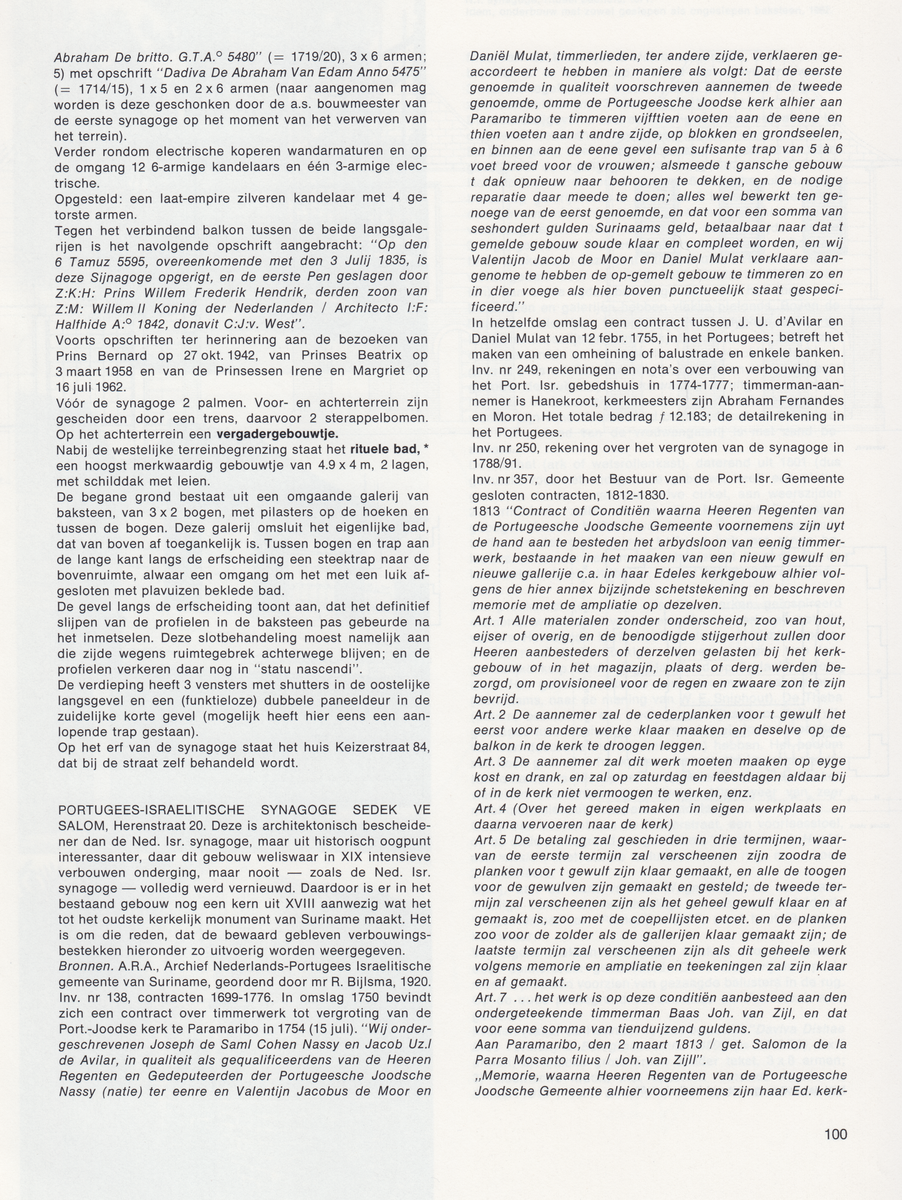 Abraham De britto. G.T.A.º 5480" (= 1719/20), 3 x 6 armen;
5) met opschrift "Dadiva De Abraham Van Edam Anno 5475"
(= 1714/15), 1 x 5 en 2 x 6 armen (naar aangenomen mag
worden is deze geschonken door de a.s. bouwmeester van
de eerste synagoge op het moment van het verwerven van
het terrein).
Verder rondom electrische koperen wandarmaturen en op
de omgang 12 6-armige kandelaars en één 3-armige elec-
trische.
Opgesteld: een laat-empire zilveren kandelaar met 4 ge-
torste armen.
Tegen het verbindend balkon tussen de beide langsgale-
rijen is het navolgende opschrift aangebracht: "Op den
6 Tamuz 5595, overeenkomende met den 3 Julij 1835, is
deze Sijnagoge opgerigt, en de eerste Pen geslagen door
Z:K:H: Prins Willem Frederik Hendrik, derden zoon van
Z:M: Willem II Koning der Nederlanden / Architecto I:F:
Halfhide A:º 1842, donavit C:J:v. West".
Voorts opschriften ter herinnering aan de bezoeken van
Prins Bernard op 27 okt. 1942, van Prinses Beatrix op
3 maart 1958 en van de Prinsessen Irene en Margriet op
16 juli 1962.
Vóór de synagoge 2 palmen. Voor- en achterterrein zijn
gescheiden door een trens, daarvoor 2 sterappelbomen.
Op het achterterrein een vergadergebouwtje.
Nabij de westelijke terreinbegrenzing staat het rituele bad, *
een hoogst merkwaardig gebouwtje van 4.9 x 4 m, 2 lagen,
met schilddak met leien.
De begane grond bestaat uit een omgaande galerij van
baksteen, van 3 x 2 bogen, met pilasters op de hoeken en
tussen de bogen. Deze galerij omsluit het eigenlijke bad,
dat van boven af toegankelijk is. Tussen bogen en trap aan
de lange kant langs de erfscheiding een steektrap naar de
bovenruimte, alwaar een omgang om het met een luik af-
gesloten met plavuizen beklede bad.
De gevel langs de erfscheiding toont aan, dat het definitief
slijpen van de profielen in de baksteen pas gebeurde na
het inmetselen. Deze slotbehandeling moest namelijk aan
die zijde wegens ruimtegebrek achterwege blijven; en de
profielen verkeren daar nog in "statu nascendi".
De verdieping heeft 3 vensters met shutters in de oostelijke
langsgevel en een (funktieloze) dubbele paneeldeur in de
zuidelijke korte gevel (mogelijk heeft hier eens een aan-
lopende trap gestaan).
Op het erf van de synagoge staat het huis Keizerstraat 84,
dat bij de straat zelf behandeld wordt.
PORTUGEES-ISRAELITISCHE SYNAGOGE SEDEK VE
SALOM, Herenstraat 20. Deze is architektonisch bescheide-
ner dan de Ned. Isr. synagoge, maar uit historisch oogpunt
interessanter, daar dit gebouw weliswaar in XIX intensieve
verbouwen onderging, maar nooit — zoals de Ned. Isr.
synagoge — volledig werd vernieuwd. Daardoor is er in het
bestaand gebouw nog een kern uit XVIII aanwezig wat het
tot het oudste kerkelijk monument van Suriname maakt. Het
is om die reden, dat de bewaard gebleven verbouwings-
bestekken hieronder zo uitvoerig worden weergegeven.
Bronnen. A.R.A., Archief Nederlands-Portugees Israelitische
gemeente van Suriname, geordend door mr R. Bijlsma, 1920.
Inv. nr 138, contracten 1699-1776. In omslag 1750 bevindt
zich een contract over timmerwerk tot vergroting van de
Port.-Joodse kerk te Paramaribo in 1754 (15 juli). "Wij onder-
geschrevenen Joseph de Saml Cohen Nassy en Jacob Uz.l
de Avilar, in qualiteit als gequalificeerdens van de Heeren
Regenten en Gedeputeerden der Portugeesche Joodsche
Nassy (natie) ter eenre en Valentijn Jacobus de Moor en
Daniël Mulat, timmerlieden, ter andere zijde, verklaeren ge-
accordeert te hebben in maniere als volgt: Dat de eerste
genoemde in qualiteit voorschreven aannemen de tweede
genoemde, omme de Portugeesche Joodse kerk alhier aan
Paramaribo te timmeren vijfftien voeten aan de eene en
thien voeten aan t andre zijde, op blokken en grondseelen,
en binnen aan de eene gevel een sufisante trap van 5 à 6
voet breed voor de vrouwen; alsmeede t gansche gebouw
t dak opnieuw naar behooren te dekken, en de nodige
reparatie daar meede te doen; alles wel bewerkt ten ge-
noege van de eerst genoemde, en dat voor een somma van
seshondert gulden Surinaams geld, betaalbaar naar dat t
gemelde gebouw soude klaar en compleet worden, en wij
Valentijn Jacob de Moor en Daniel Mulat verklaare aan-
genome te hebben de op-gemelt gebouw te timmeren zo en
in dier voege als hier boven punctueelijk staat gespeci-
ficeerd."
In hetzelfde omslag een contract tussen J. U. d'Avilar en
Daniel Mulat van 12 febr. 1755, in het Portugees; betreft het
maken van een omheining of balustrade en enkele banken.
Inv. nr 249, rekeningen en nota's over een verbouwing van
het Port. Isr. gebedshuis in 1774-1777; timmerman-aan-
nemer is Hanekroot, kerkmeesters zijn Abraham Fernandes
en Moron. Het totale bedrag ƒ 12.183; de detailrekening in
het Portugees.
Inv. nr 250, rekening over het vergroten van de synagoge in
1788/91.
Inv. nr 357, door het Bestuur van de Port. Isr. Gemeente
gesloten contracten, 1812-1830.
1813 "Contract of Conditiën waarna Heeren Regenten van
de Portugeesch Joodsche Gemeente voornemens zijn uyt
de hand aan te besteden het arbydsloon van eenig timmer-
werk, bestaande in het maaken van een nieuw gewulf en
nieuwe gallerije c.a. in haar Edeles kerkgebouw alhier vol-
gens de hier annex bijzijnde schetstekening en beschreven
memorie met de ampliatie op dezelven.
Art. 1 Alle materialen zonder onderscheid, zoo van hout,
eijser of overig, en de benoodigde stijgerhout zullen door
Heeren aanbesteders of derzelven gelasten bij het kerk-
gebouw of in het magazijn, plaats of derg. werden be-
zorgd, om provisioneel voor de regen en zwaare zon te zijn
bevrijd.
Art. 2 De aannemer zal de cederplanken voor t gewulf het
eerst voor andere werke klaar maaken en deselve op de
balkon in de kerk te droogen leggen.
Art. 3 De aannemer zal dit werk moeten maaken op eyge
kost en drank, en zal op zaturdag en feestdagen aldaar bij
of in de kerk niet vermoogen te werken, enz.
Art. 4 (Over het gereed maken in eigen werkplaats en
daarna vervoeren naar de kerk)
Art. 5 De betaling zal geschieden in drie termijnen, waar-
van de eerste termijn zal verscheenen zijn zoodra de
planken voor t gewulf zijn klaar gemaakt, en alle de toogen
voor de gewulven zijn gemaakt en gesteld; de tweede ter-
mijn zal verscheenen zijn als het geheel gewulf klaar en af
gemaakt is, zoo met de coepellijsten etcet. en de planken
zoo voor de zolder als de gallerijen klaar gemaakt zijn; de
laatste termijn zal verscheenen zijn als dit geheele werk
volgens memorie en ampliatie en teekeningen zal zijn klaar
en af gemaakt.
Art. 7 ... het werk is op deze conditiën aanbesteed aan den
ondergeteekende timmerman Baas Joh. van Zijl, en dat
voor eene somma van tienduijzend guldens.
Aan Paramaribo, den 2 maart 1813 / get. Salomon de la
Parra Mosanto filius / Joh. van Zijll".
„Memorie, waarna Heeren Regenten van de Portugeesche
Joodsche Gemeente alhier voorneemens zijn haar Ed. kerk-
100